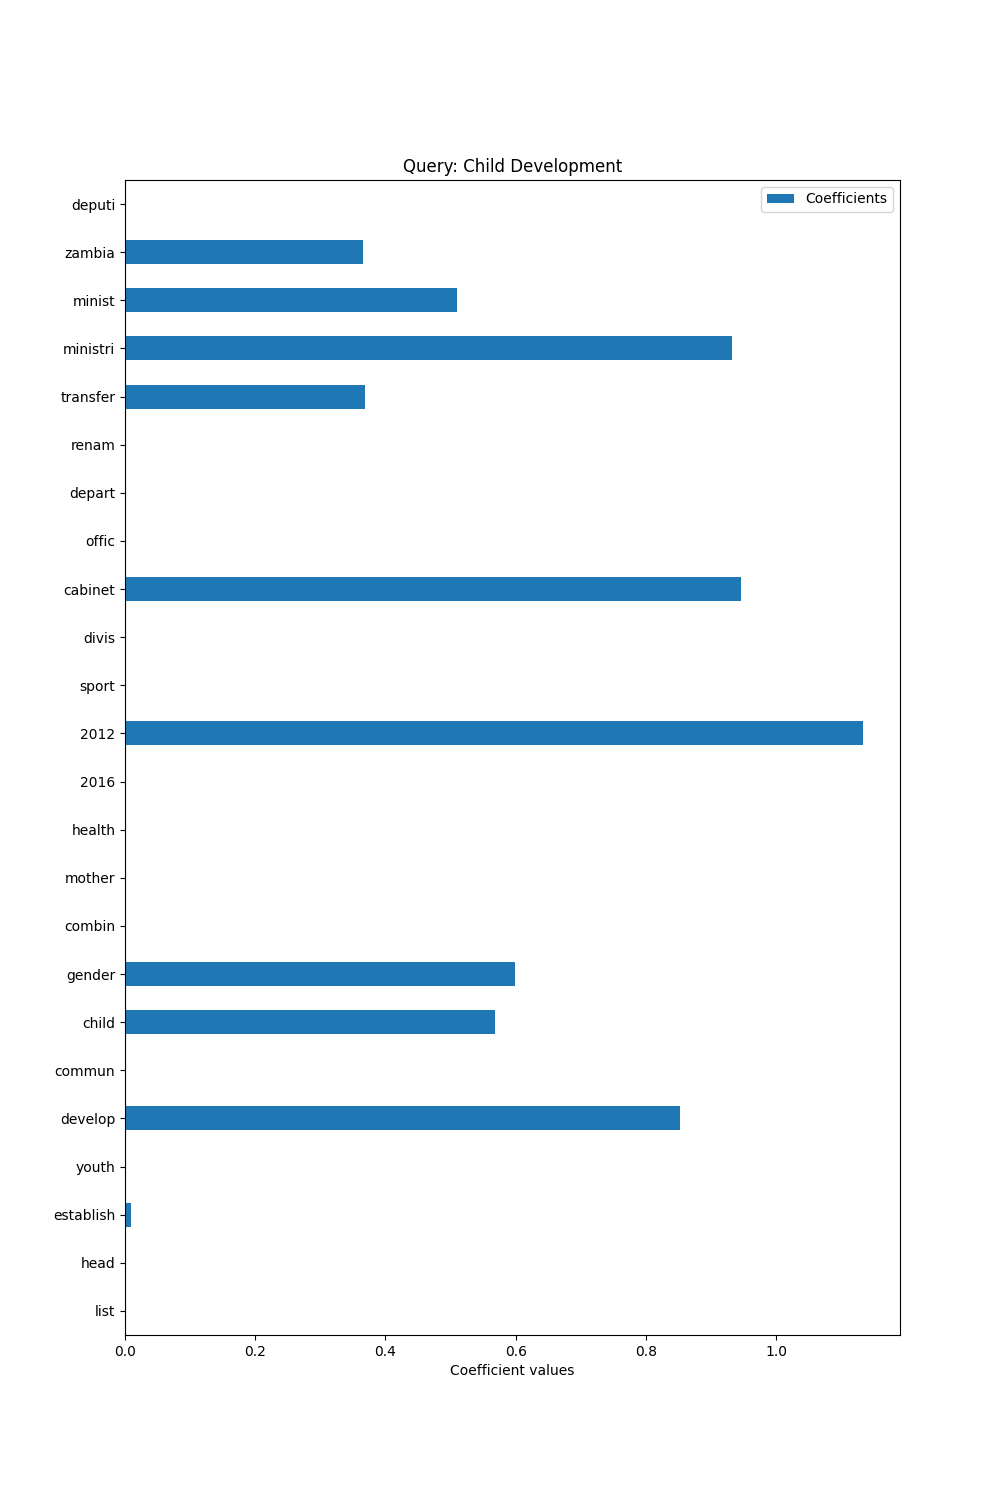 Query: Child Development
Coefficients
deputi
zambia
minist
ministri
transfer
renam
depart
offic
cabinet
divis
sport
2012
2016
health
mother
combin
gender
child
commun
develop
youth
establish
head
list
0.0 0.2 0.4 0.6 0.8 1.0
Coefficient values